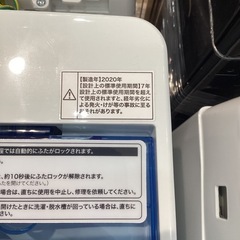 【製造年】2020年
【設計上の標準使用期間】7年
設計上の標準使用期間を超え
て使用されますと、経年劣化に
よる発火・けが等の事故に至る
おそれがあります。
程では自動的にふたがロックされます。
、約10秒後にふたロックが解除され
場合は、直ちに使用を中止し、修理を依頼してください。
開けたときに洗濯・脱水槽が回っている場合は、直ちに